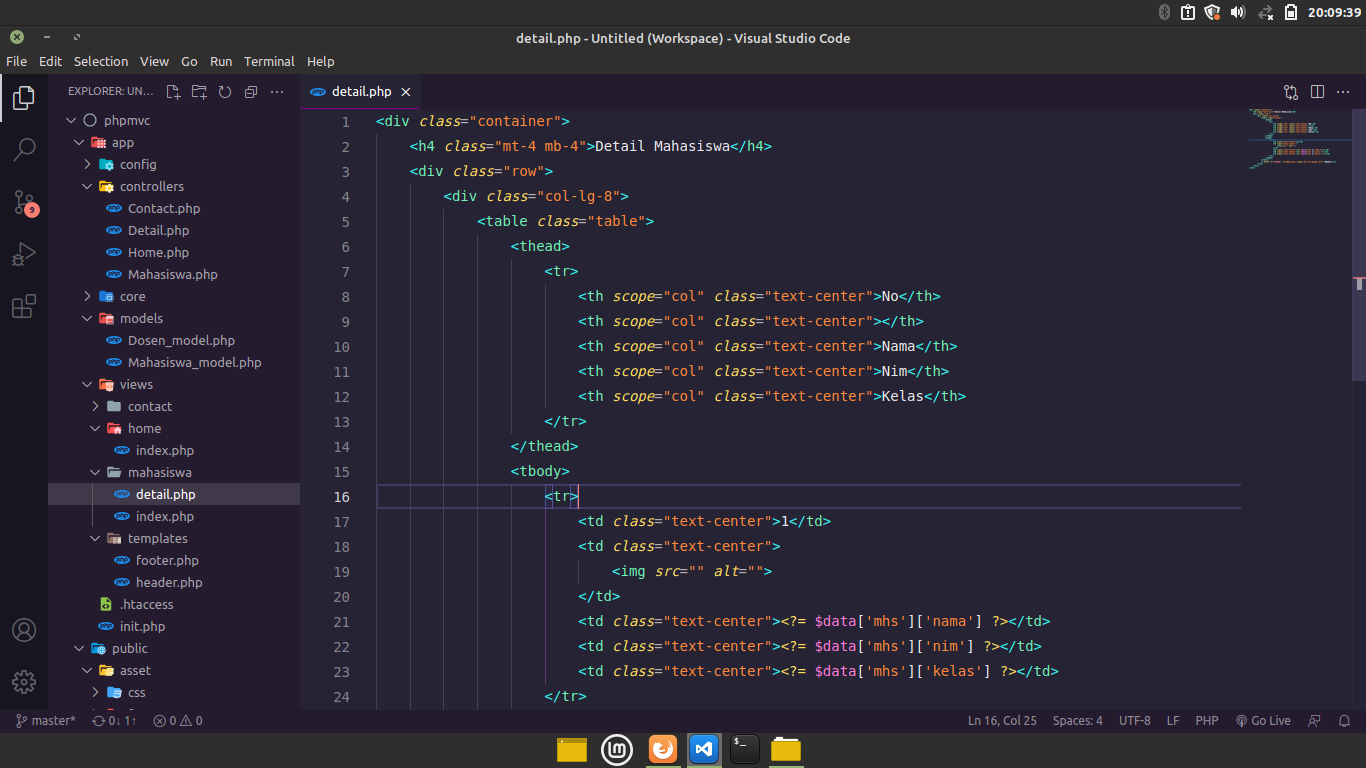 20:09:39
detail.php - Untitled (Workspace) - Visual Studio Code
File Edit Selection View Go Run Terminal Help
EXPLORER: UN...
phpmvc
app
config
controllers
Contact.php
Detail.php
Home.php
Mahasiswa.php
core
models
Dosen_model.php
Mahasiswa_model.php
views
contact
home
index.php
mahasiswa
detail.php
index.php
templates
footer.php
header.php
.htaccess
init.php
public
asset
css
9
detail.php
1 <div class="container">
2 <h4 class="mt-4 mb-4">Detail Mahasiswa</h4>
3 <div class="row">
4 <div class="col-lg-8">
5 <table class="table">
6 <thead>
7 <tr>
8 <th scope="col" class="text-center">No</th>
9 <th scope="col" class="text-center"></th>
10 <th scope="col" class="text-center">Nama</th>
11 <th scope="col" class="text-center">Nim</th>
12 <th scope="col" class="text-center">Kelas</th>
13 </tr>
14 </thead>
15 <tbody>
16 <tr>
17 <td class="text-center">1</td>
18 <td class="text-center">
19 <img src="" alt="">
20 </td>
21 <td class="text-center"><?= $data['mhs']['nama'] ?></td>
22 <td class="text-center"><?= $data['mhs']['nim'] ?></td>
23 <td class="text-center"><?= $data['mhs']['kelas'] ?></td>
24 </tr>
master* 0↓ 1↑ 0 0 Ln 16, Col 25 Spaces: 4 UTF-8 LF PHP Go Live